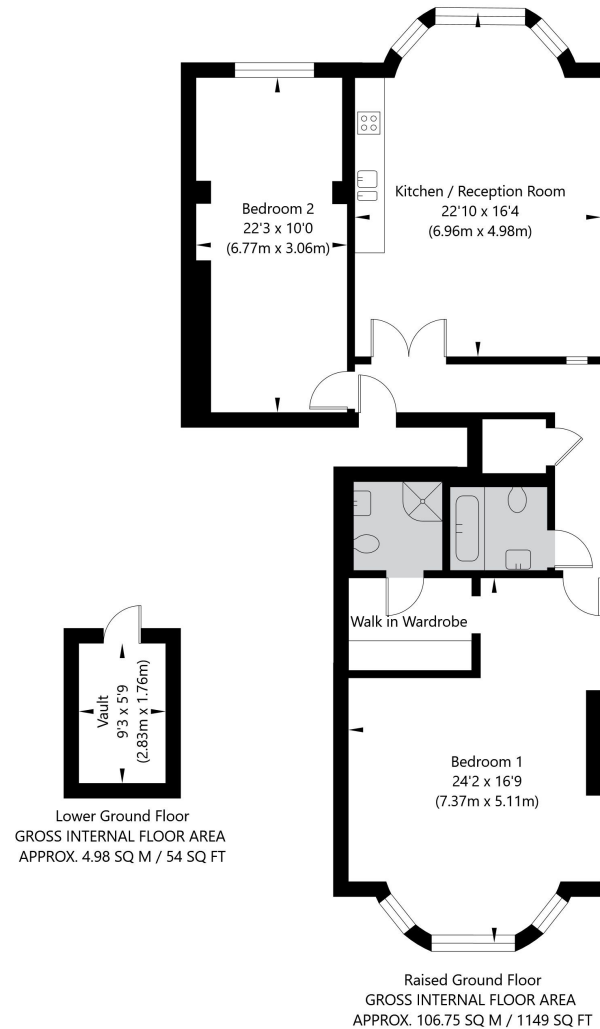 Kitchen / Reception Room
22'10 x 16'4
(6.96m x 4.98m)
Bedroom 2
22'3 x 10'0
(6.77m x 3.06m)
Walk in Wardrobe
Vault
9'3 x 5'9
(2.83m x 1.76m)
Bedroom 1
24'2 x 16'9
(7.37m x 5.11m)
Lower Ground Floor
GROSS INTERNAL FLOOR AREA
APPROX. 4.98 SQ M / 54 SQ FT
Raised Ground Floor
GROSS INTERNAL FLOOR AREA
APPROX. 106.75 SQ M / 1149 SQ FT